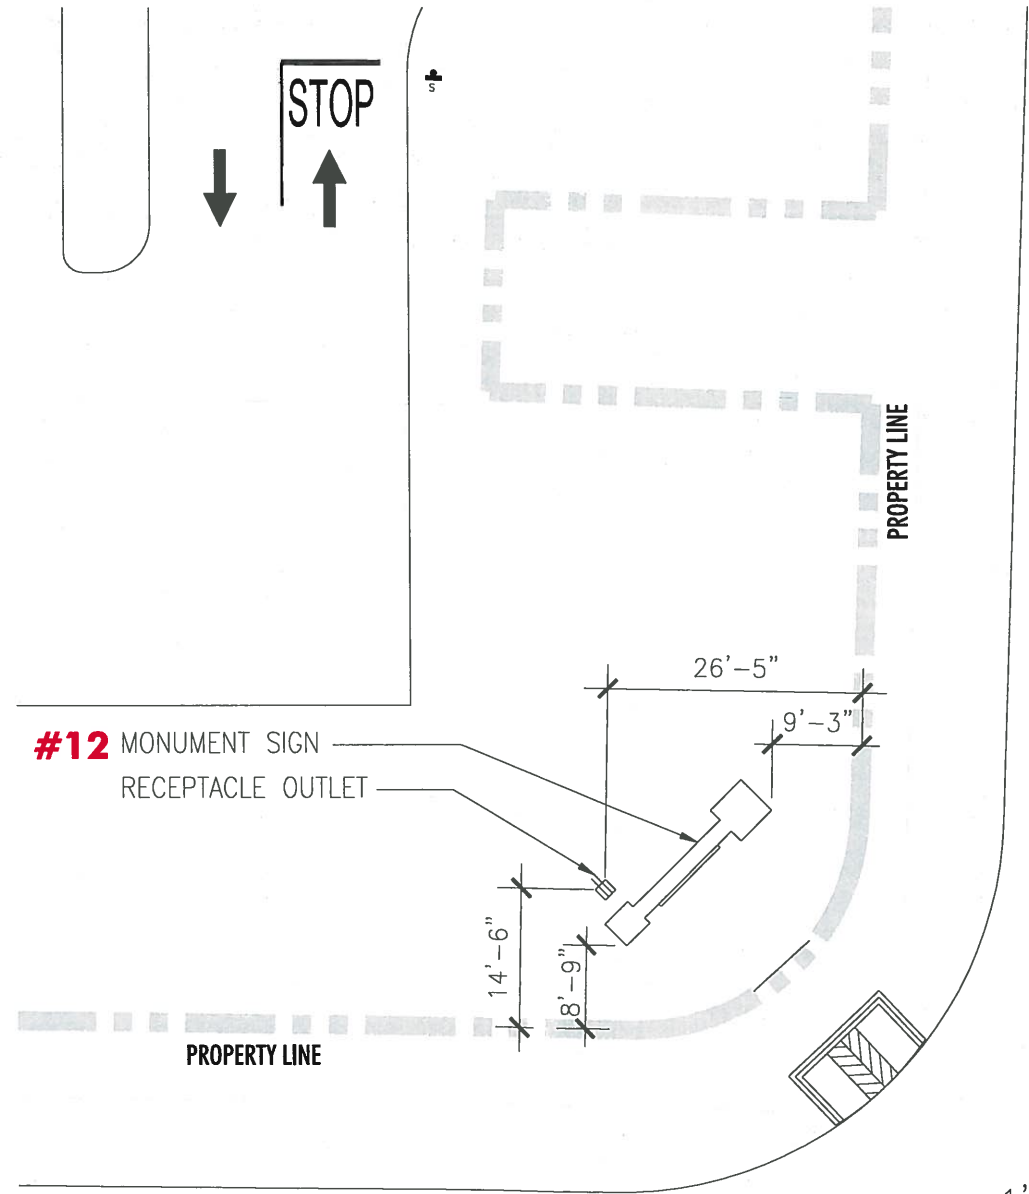 STOP
S
PROPERTY LINE
26'-5"
9'-3"
#12 MONUMENT SIGN
RECEPTACLE OUTLET
14'-6"
8'-9"
PROPERTY LINE